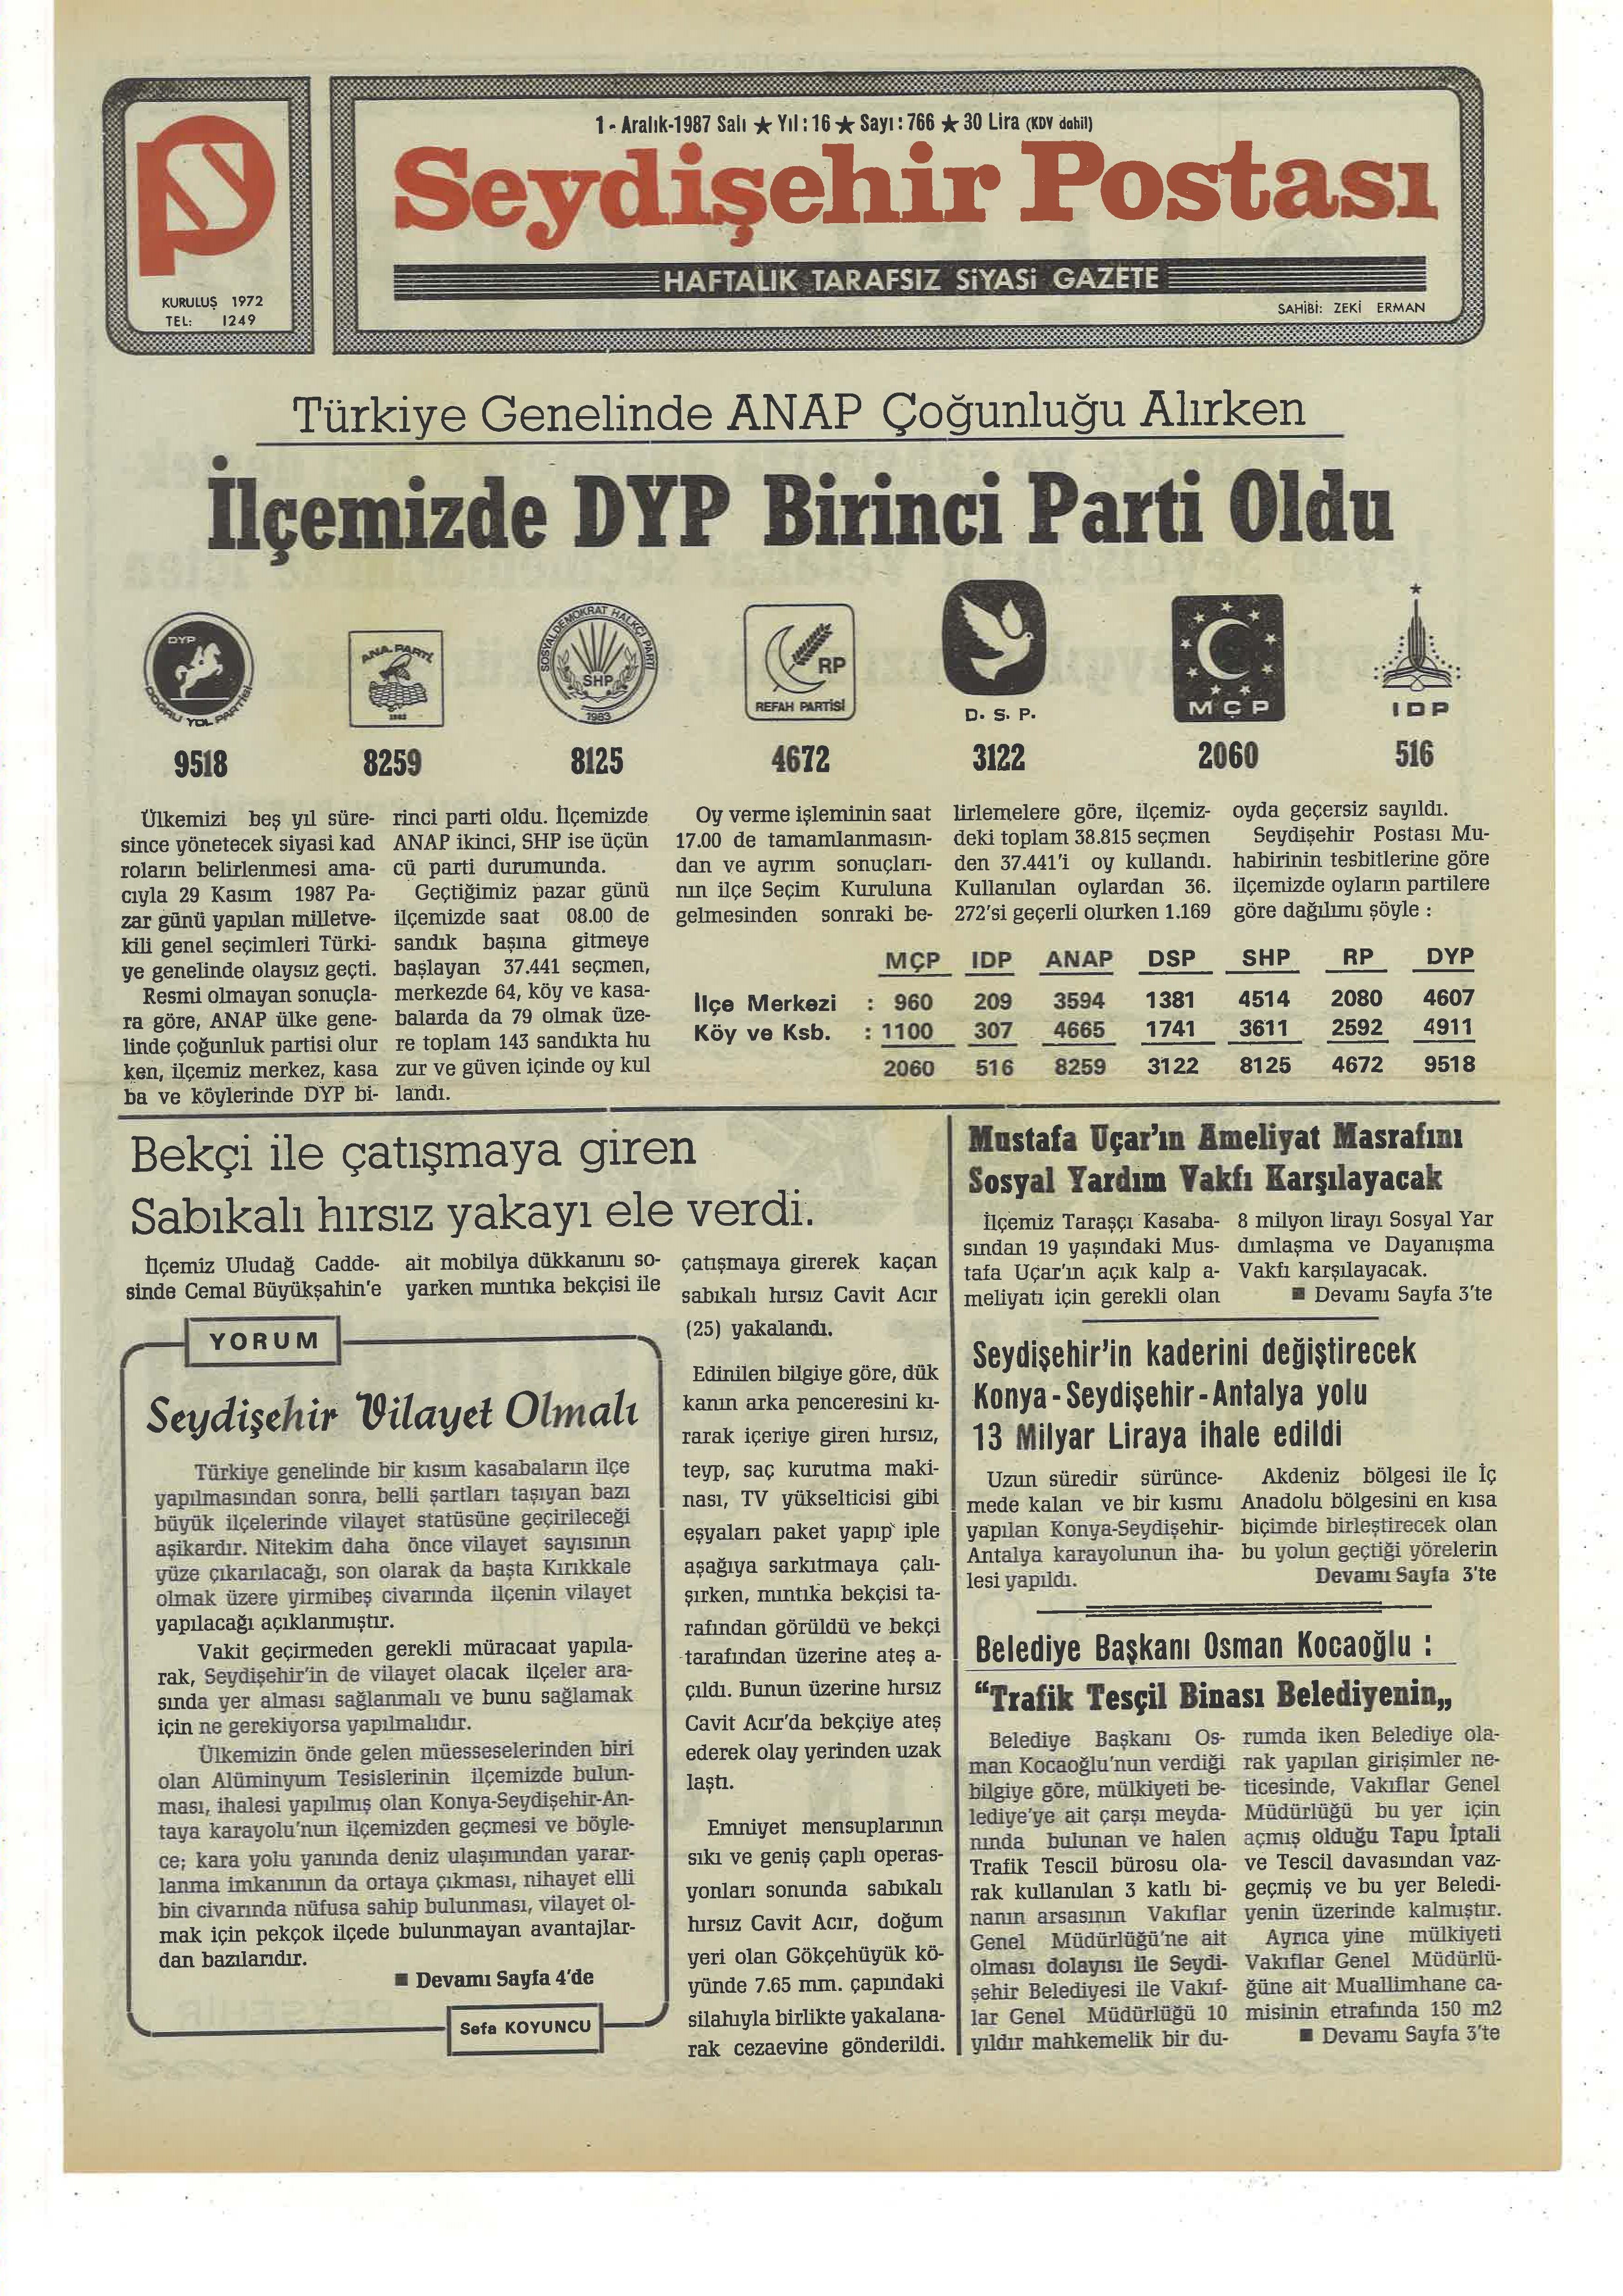 1 - Aralık-1987 Salı ★ Yıl : 16 ★ Sayı : 766 ★ 30 Lira (KDV dahil)
Seydişehir Postası
HAFTALIK TARAFSIZ SİYASİ GAZETE
SAHİBİ: ZEKİ ERMAN
KURULUŞ 1972
TEL: 1249
Türkiye Genelinde ANAP Çoğunluğu Alırken
İlçemizde DYP Birinci Parti Oldu
DYP
DOĞRU YOL PARTİSİ
ANA PARTİ
1983
SOSYALDEMOKRAT HALKÇI PARTİ
SHP
1983
RP
REFAH PARTİSİ
D. S. P.
MÇP
IDP
9518 8259 8125 4672 3122 2060 516
Ülkemizi beş yıl süre-
since yönetecek siyasi kad
roların belirlenmesi ama-
cıyla 29 Kasım 1987 Pa-
zar günü yapılan milletve-
kili genel seçimleri Türki-
ye genelinde olaysız geçti.
Resmi olmayan sonuçla-
ra göre, ANAP ülke gene-
linde çoğunluk partisi olur
ken, ilçemiz merkez, kasa
ba ve köylerinde DYP bi-
rinci parti oldu. İlçemizde
ANAP ikinci, SHP ise üçün
cü parti durumunda.
Geçtiğimiz pazar günü
ilçemizde saat 08.00 de
sandık başına gitmeye
başlayan 37.441 seçmen,
merkezde 64, köy ve kasa-
balarda da 79 olmak üze-
re toplam 143 sandıkta hu
zur ve güven içinde oy kul
landı.
Oy verme işleminin saat
17.00 de tamamlanmasın-
dan ve ayrım sonuçları-
nın ilçe Seçim Kuruluna
gelmesinden sonraki be-
lirlemelere göre, ilçemiz-
deki toplam 38.815 seçmen
den 37.441'i oy kullandı.
Kullanılan oylardan 36.
272'si geçerli olurken 1.169
oyda geçersiz sayıldı.
Seydişehir Postası Mu-
habirinin tesbitlerine göre
ilçemizde oyların partilere
göre dağılımı şöyle :
MÇP IDP ANAP DSP SHP RP DYP
İlçe Merkezi : 960 209 3594 1381 4514 2080 4607
Köy ve Ksb. : 1100 307 4665 1741 3611 2592 4911
2060 516 8259 3122 8125 4672 9518
Bekçi ile çatışmaya giren
Sabıkalı hırsız yakayı ele verdi.
İlçemiz Uludağ Cadde-
sinde Cemal Büyükşahin'e
ait mobilya dükkanını so-
yarken mıntıka bekçisi ile
çatışmaya girerek kaçan
sabıkalı hırsız Cavit Acır
(25) yakalandı.
Edinilen bilgiye göre, dük
kanın arka penceresini kı-
rarak içeriye giren hırsız,
teyp, saç kurutma maki-
nası, TV yükselticisi gibi
eşyaları paket yapıp iple
aşağıya sarkıtmaya çalı-
şırken, mıntıka bekçisi ta-
rafından görüldü ve bekçi
tarafından üzerine ateş a-
çıldı. Bunun üzerine hırsız
Cavit Acır'da bekçiye ateş
ederek olay yerinden uzak
laştı.
Emniyet mensuplarının
sıkı ve geniş çaplı operas-
yonları sonunda sabıkalı
hırsız Cavit Acır, doğum
yeri olan Gökçehüyük kö-
yünde 7.65 mm. çapındaki
silahıyla birlikte yakalana-
rak cezaevine gönderildi.
YORUM
Seydişehir Vilayet Olmalı
Türkiye genelinde bir kısım kasabaların ilçe
yapılmasından sonra, belli şartları taşıyan bazı
büyük ilçelerinde vilayet statüsüne geçirileceği
aşikardır. Nitekim daha önce vilayet sayısının
yüze çıkarılacağı, son olarak da başta Kırıkkale
olmak üzere yirmibeş civarında ilçenin vilayet
yapılacağı açıklanmıştır.
Vakit geçirmeden gerekli müracaat yapıla-
rak, Seydişehir'in de vilayet olacak ilçeler ara-
sında yer alması sağlanmalı ve bunu sağlamak
için ne gerekiyorsa yapılmalıdır.
Ülkemizin önde gelen müesseselerinden biri
olan Alüminyum Tesislerinin ilçemizde bulun-
ması, ihalesi yapılmış olan Konya-Seydişehir-An-
taya karayolu'nun ilçemizden geçmesi ve böyle-
ce; kara yolu yanında deniz ulaşımından yarar-
lanma imkanının da ortaya çıkması, nihayet elli
bin civarında nüfusa sahip bulunması, vilayet ol-
mak için pekçok ilçede bulunmayan avantajlar-
dan bazılarıdır.
■ Devamı Sayfa 4'de
Sefa KOYUNCU
Mustafa Uçar'ın Ameliyat Masrafını
Sosyal Yardım Vakfı Karşılayacak
İlçemiz Taraşçı Kasaba-
sından 19 yaşındaki Mus-
tafa Uçar'ın açık kalp a-
meliyatı için gerekli olan
8 milyon lirayı Sosyal Yar
dımlaşma ve Dayanışma
Vakfı karşılayacak.
■ Devamı Sayfa 3'te
Seydişehir'in kaderini değiştirecek
Konya - Seydişehir - Antalya yolu
13 Milyar Liraya ihale edildi
Uzun süredir sürünce-
mede kalan ve bir kısmı
yapılan Konya-Seydişehir-
Antalya karayolunun iha-
lesi yapıldı.
Akdeniz bölgesi ile İç
Anadolu bölgesini en kısa
biçimde birleştirecek olan
bu yolun geçtiği yörelerin
Devamı Sayfa 3'te
Belediye Başkanı Osman Kocaoğlu :
“Trafik Tesçil Binası Belediyenin„
Belediye Başkanı Os-
man Kocaoğlu'nun verdiği
bilgiye göre, mülkiyeti be-
lediye'ye ait çarşı meyda-
nında bulunan ve halen
Trafik Tescil bürosu ola-
rak kullanılan 3 katlı bi-
nanın arsasının Vakıflar
Genel Müdürlüğü'ne ait
olması dolayısı ile Seydi-
şehir Belediyesi ile Vakıf-
lar Genel Müdürlüğü 10
yıldır mahkemelik bir du-
rumda iken Belediye ola-
rak yapılan girişimler ne-
ticesinde, Vakıflar Genel
Müdürlüğü bu yer için
açmış olduğu Tapu İptali
ve Tescil davasından vaz-
geçmiş ve bu yer Beledi-
yenin üzerinde kalmıştır.
Ayrıca yine mülkiyeti
Vakıflar Genel Müdürlü-
ğüne ait Muallimhane ca-
misinin etrafında 150 m2
■ Devamı Sayfa 3'te